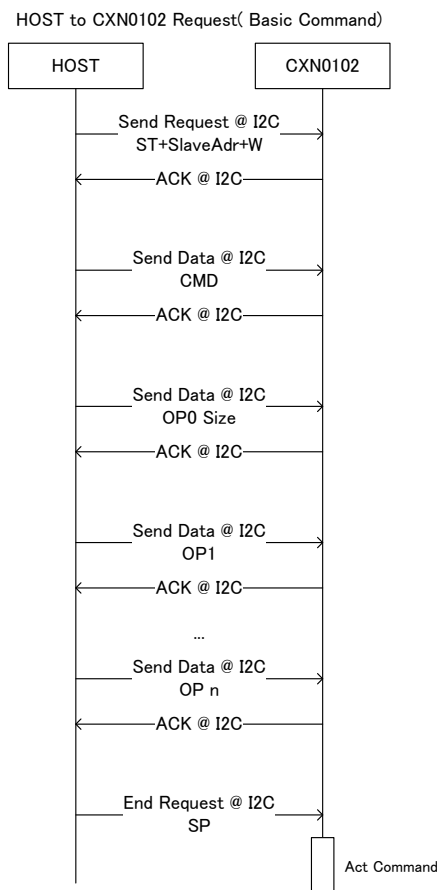 HOST to CXN0102 Request( Basic Command)
HOST
CXN0102
Send Request @ I2C
ST+SlaveAdr+W
ACK @ I2C
Send Data @ I2C
CMD
ACK @ I2C
Send Data @ I2C
OP0 Size
ACK @ I2C
Send Data @ I2C
OP1
ACK @ I2C
...
Send Data @ I2C
OP n
ACK @ I2C
End Request @ I2C
SP
Act Command